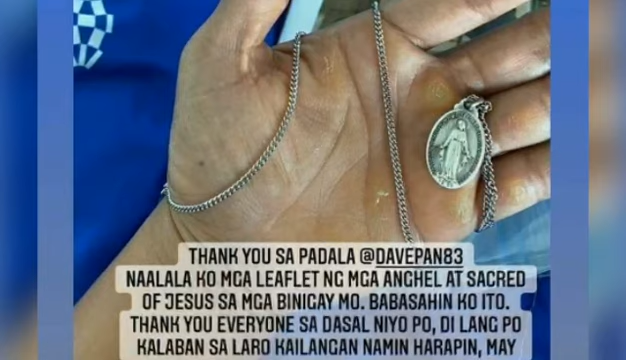 THANK YOU SA PADALA @DAVEPAN83
NAALALA KO MGA LEAFLET NG MGA ANGHEL AT SACRED
OF JESUS SA MGA BINIGAY MO. BABASAHIN KO ITO.
THANK YOU EVERYONE SA DASAL NIYO PO, DI LANG PO
KALABAN SA LARO KAILANGAN NAMIN HARAPIN, MAY